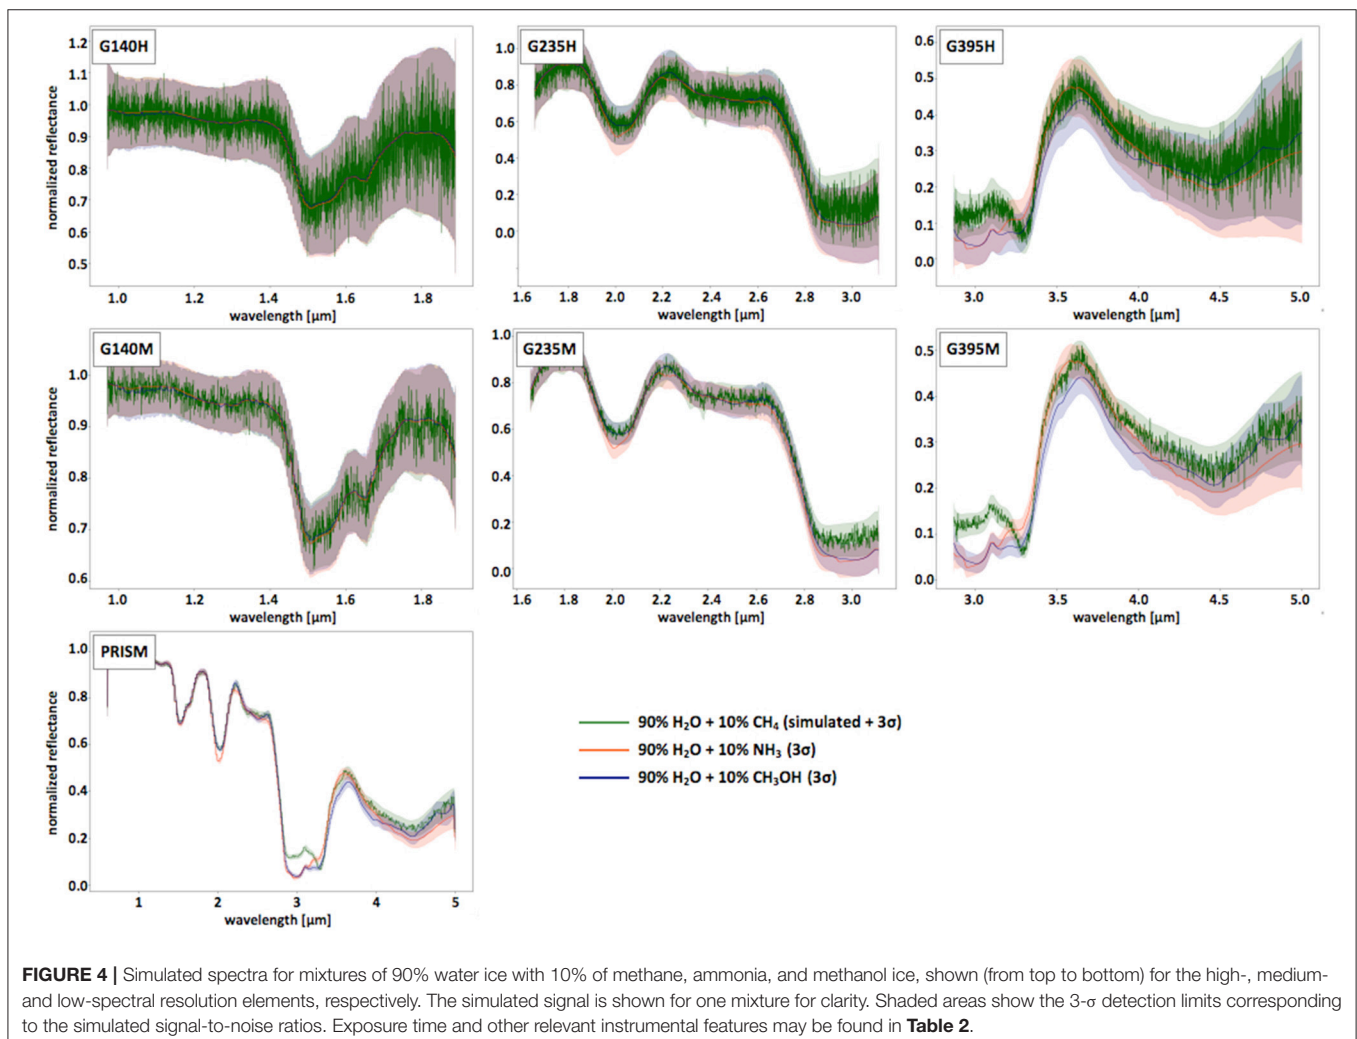 G140H
normalized reflectance
1.2
1.1
1.0
0.9
0.8
0.7
0.6
0.5
1.0 1.2 1.4 1.6 1.8
wavelength [µm]
G235H
1.0
0.8
0.6
0.4
0.2
0.0
1.6 1.8 2.0 2.2 2.4 2.6 2.8 3.0
wavelength [µm]
G395H
0.6
0.5
0.4
0.3
0.2
0.1
0.0
3.0 3.5 4.0 4.5 5.0
wavelength [µm]
G140M
normalized reflectance
1.0
0.9
0.8
0.7
0.6
1.0 1.2 1.4 1.6 1.8
wavelength [µm]
G235M
1.0
0.8
0.6
0.4
0.2
0.0
1.6 1.8 2.0 2.2 2.4 2.6 2.8 3.0
wavelength [µm]
G395M
0.5
0.4
0.3
0.2
0.1
0.0
3.0 3.5 4.0 4.5 5.0
wavelength [µm]
PRISM
normalized reflectance
1.0
0.8
0.6
0.4
0.2
0.0
1 2 3 4 5
wavelength [µm]
90% H₂O + 10% CH₄ (simulated + 3σ)
90% H₂O + 10% NH₃ (3σ)
90% H₂O + 10% CH₃OH (3σ)
FIGURE 4 | Simulated spectra for mixtures of 90% water ice with 10% of methane, ammonia, and methanol ice, shown (from top to bottom) for the high-, medium-
and low-spectral resolution elements, respectively. The simulated signal is shown for one mixture for clarity. Shaded areas show the 3-σ detection limits corresponding
to the simulated signal-to-noise ratios. Exposure time and other relevant instrumental features may be found in Table 2.